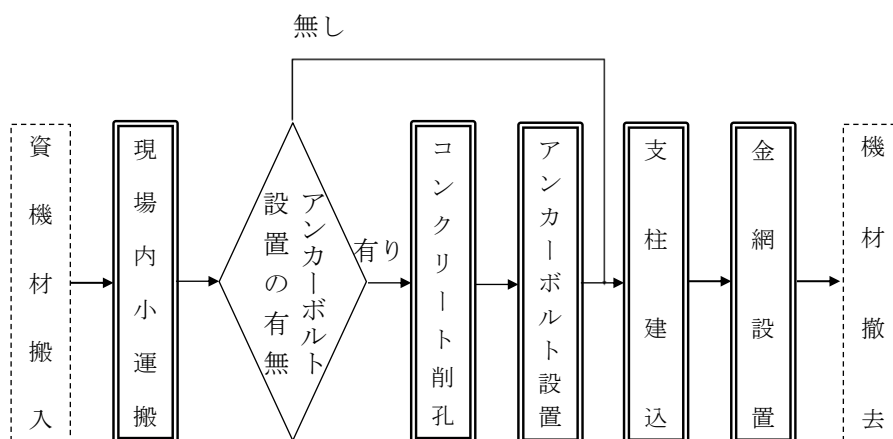 無し
資機材搬入
現場内小運搬
アンカーボルト
設置の有無
有り
コンクリート削孔
アンカーボルト設置
支柱建込
金網設置
機材撤去